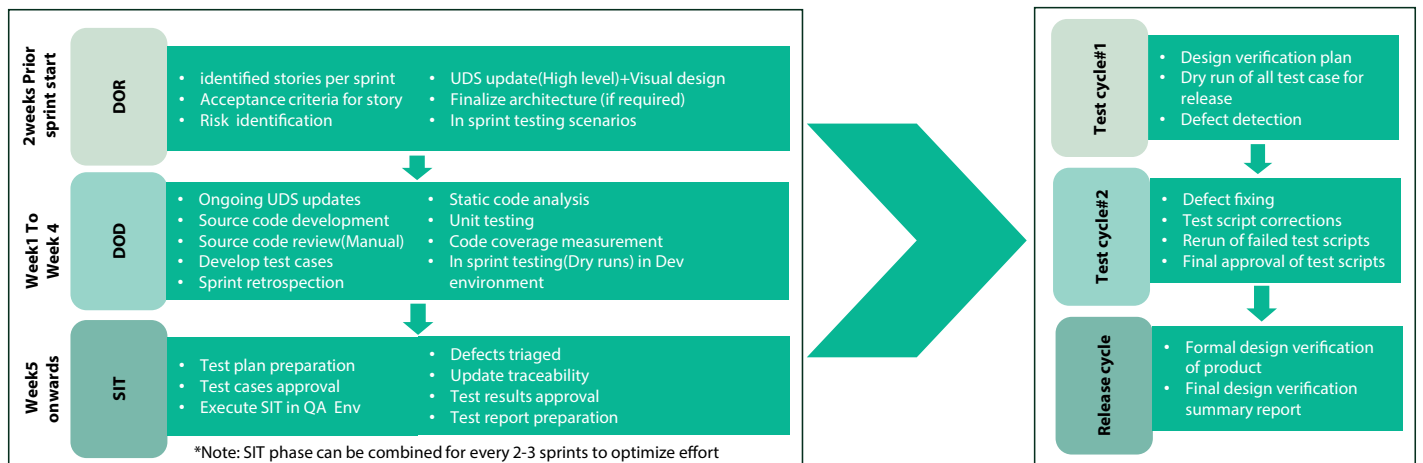 2weeks Prior
sprint start
DOR
• identified stories per sprint
• Acceptance criteria for story
• Risk identification
• UDS update(High level)+Visual design
• Finalize architecture (if required)
• In sprint testing scenarios
Week1 To
Week 4
DOD
• Ongoing UDS updates
• Source code development
• Source code review(Manual)
• Develop test cases
• Sprint retrospection
• Static code analysis
• Unit testing
• Code coverage measurement
• In sprint testing(Dry runs) in Dev
environment
Week5
onwards
SIT
• Test plan preparation
• Test cases approval
• Execute SIT in QA Env
• Defects triaged
• Update traceability
• Test results approval
• Test report preparation
*Note: SIT phase can be combined for every 2-3 sprints to optimize effort
Test cycle#1
• Design verification plan
• Dry run of all test case for
release
• Defect detection
Test cycle#2
• Defect fixing
• Test script corrections
• Rerun of failed test scripts
• Final approval of test scripts
Release cycle
• Formal design verification
of product
• Final design verification
summary report